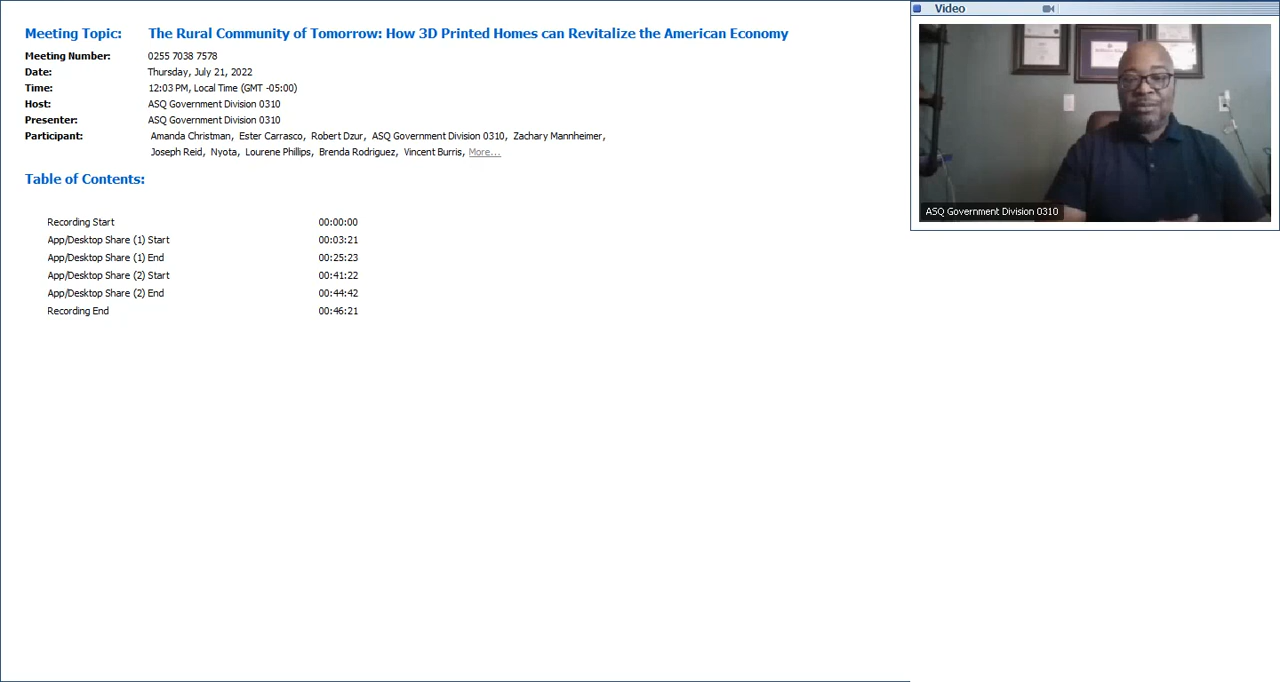 Meeting Topic: The Rural Community of Tomorrow: How 3D Printed Homes can Revitalize the American Economy
Meeting Number: 0255 7038 7578
Date: Thursday, July 21, 2022
Time: 12:03 PM, Local Time (GMT -05:00)
Host: ASQ Government Division 0310
Presenter: ASQ Government Division 0310
Participant: Amanda Christman, Ester Carrasco, Robert Dzur, ASQ Government Division 0310, Zachary Mannheimer,
Joseph Reid, Nyota, Lourene Phillips, Brenda Rodriguez, Vincent Burris, More...
Table of Contents:
Recording Start 00:00:00
App/Desktop Share (1) Start 00:03:21
App/Desktop Share (1) End 00:25:23
App/Desktop Share (2) Start 00:41:22
App/Desktop Share (2) End 00:44:42
Recording End 00:46:21
Video
ASQ Government Division 0310